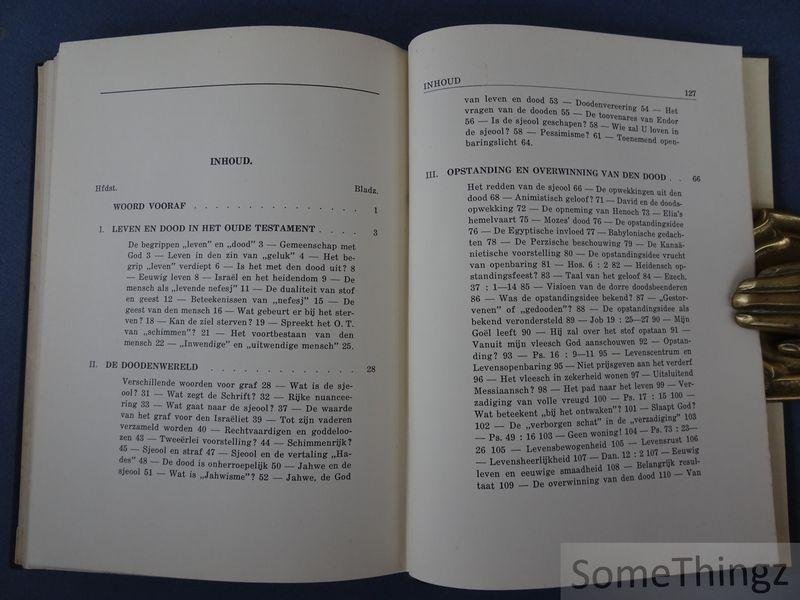 INHOUD.
Hfdst. Bladz.
WOORD VOORAF . . . . . . . . . . . . . . . 1
I. LEVEN EN DOOD IN HET OUDE TESTAMENT . . . . 3
De begrippen „leven" en „dood" 3 — Gemeenschap met
God 3 — Leven in den zin van „geluk" 4 — Het be-
grip „leven" verdiept 6 — Is het met den dood uit? 8
— Eeuwig leven 8 — Israël en het heidendom 9 — De
mensch als „levende nefesj" 11 — De dualiteit van stof
en geest 12 — Beteekenissen van „nefesj" 15 — De
geest van den mensch 16 — Wat gebeurt er bij het ster-
ven? 18 — Kan de ziel sterven? 19 — Spreekt het O. T.
van „schimmen"? 21 — Het voortbestaan van den
mensch 22 — „Inwendige" en „uitwendige mensch" 25.
II. DE DOODENWERELD . . . . . . . . . . . . . 28
Verschillende woorden voor graf 28 — Wat is de sje-
ool? 31 — Wat zegt de Schrift? 32 — Rijke nuancee-
ring 33 — Wat gaat naar de sjeool? 37 — De waarde
van het graf voor den Israëliet 39 — Tot zijn vaderen
verzameld worden 40 — Rechtvaardigen en goddeloo-
zen 43 — Tweeërlei voorstelling? 44 — Schimmenrijk?
45 — Sjeool en straf 47 — Sjeool en de vertaling „Ha-
des" 48 — De dood is onherroepelijk 50 — Jahwe en de
sjeool 51 — Wat is „Jahwisme"? 52 — Jahwe, de God
INHOUD 127
van leven en dood 53 — Doodenvereering 54 — Het
vragen van de dooden 55 — De toovenares van Endor
56 — Is de sjeool geschapen? 58 — Wie zal U loven in
de sjeool? 58 — Pessimisme? 61 — Toenemend open-
baringslicht 64.
III. OPSTANDING EN OVERWINNING VAN DEN DOOD . . 66
Het redden van de sjeool 66 — De opwekkingen uit den
dood 68 — Animistisch geloof? 71 — David en de doods-
opwekking 72 — De opneming van Henoch 73 — Elia's
hemelvaart 75 — Mozes' dood 76 — De opstandingsidee
76 — De Egyptische invloed 77 — Babylonische gedach-
ten 78 — De Perzische beschouwing 79 — De Kanaä-
nietische voorstelling 80 — De opstandingsidee vrucht
van openbaring 81 — Hos. 6 : 2 82 — Heidensch op-
standingsfeest? 83 — Taal van het geloof 84 — Ezech.
37 : 1—14 85 — Visioen van de dorre doodsbeenderen
86 — Was de opstandingsidee bekend? 87 — „Gestor-
venen" of „gedooden"? 88 — De opstandingsidee als
bekend verondersteld 89 — Job 19 : 25—27 90 — Mijn
Goël leeft 90 — Hij zal over het stof opstaan 91 —
Vanuit mijn vleesch God aanschouwen 92 — Opstan-
ding? 93 — Ps. 16 : 9—11 95 — Levenscentrum en
Levensopenbaring 95 — Niet prijsgeven aan het verderf
96 — Het vleesch in zekerheid wonen 97 — Uitsluitend
Messiaansch? 98 — Het pad naar het leven 99 — Ver-
zadiging van volle vreugd 100 — Ps. 17 : 15 100 —
Wat beteekent „bij het ontwaken"? 101 — Slaapt God?
102 — De „verborgen schat" in de „verzadiging" 103
— Ps. 49 : 16 103 — Geen woning! 104 — Ps. 73 : 23—
26 105 — Levensbewogenheid 105 — Levensrust 106
— Levensheerlijkheid 107 — Dan. 12 : 2 107 — Eeuwig
leven en eeuwige smaadheid 108 — Belangrijk resul-
taat 109 — De overwinning van den dood 110 — Van
SomeThingz